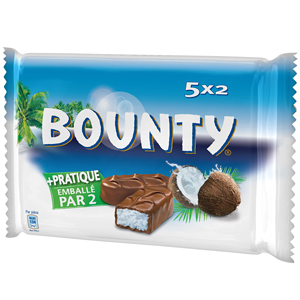 5x2
BOUNTY®
+PRATIQUE
EMBALLÉ
PAR 2